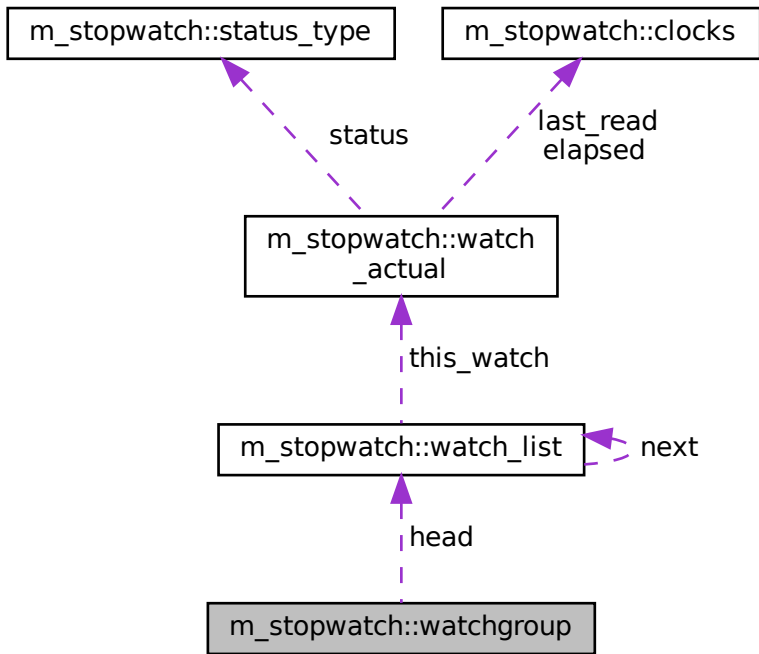 m_stopwatch::status_type
m_stopwatch::clocks
status
last_read
elapsed
m_stopwatch::watch
_actual
this_watch
m_stopwatch::watch_list
next
head
m_stopwatch::watchgroup